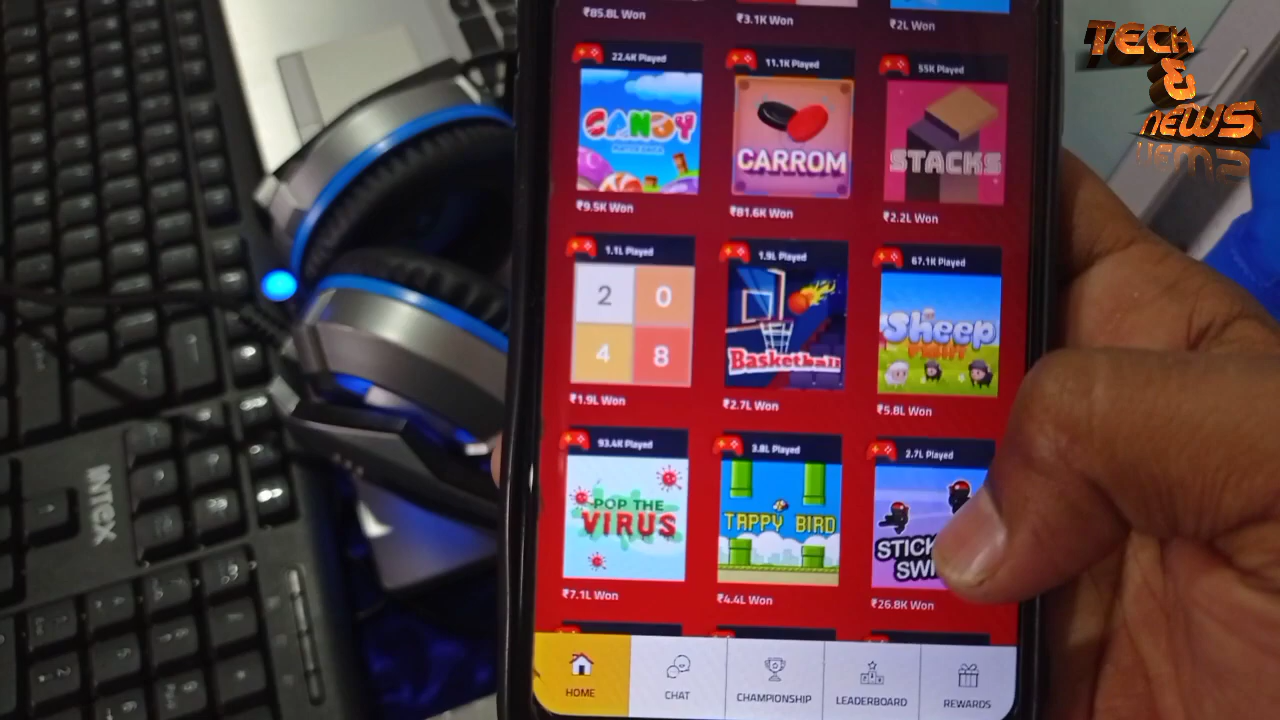 ₹85.8L Won
₹3.1K Won
₹2L Won
TECH
&
NEWS
22.4K Played
11.1K Played
55K Played
CANDY
CARROM
STACKS
₹9.5K Won
₹81.6K Won
₹2.2L Won
1.1L Played
1.9L Played
67.1K Played
2 0
4 8
Basketball
Sheep
FIGHT
₹1.9L Won
₹2.7L Won
₹5.8L Won
93.4K Played
3.8L Played
2.7L Played
POP THE
VIRUS
TAPPY BIRD
STICK
SWI
₹7.1L Won
₹4.4L Won
₹26.8K Won
HOME
CHAT
CHAMPIONSHIP
LEADERBOARD
REWARDS
INTEX